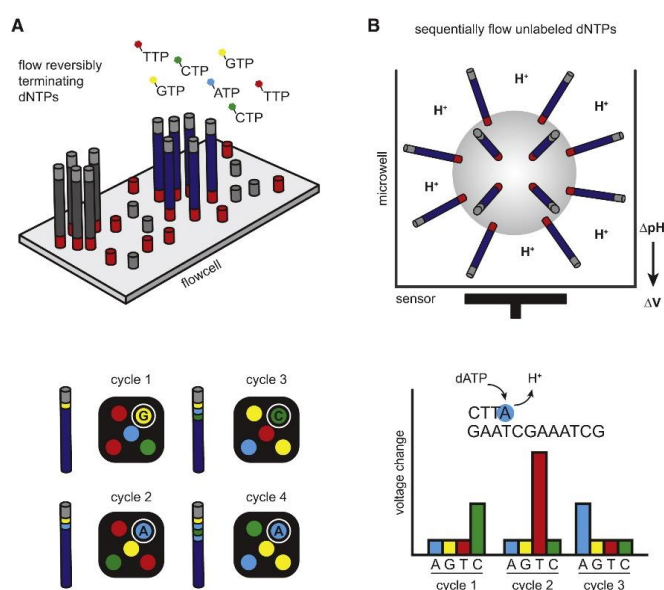 A
flow reversibly
terminating
dNTPs
TTP
CTP
GTP
GTP
ATP
TTP
CTP
flowcell
cycle 1
G
cycle 3
C
cycle 2
A
cycle 4
A
B
sequentially flow unlabeled dNTPs
H⁺
H⁺
H⁺
H⁺
H⁺
H⁺
H⁺
microwell
sensor
ΔpH
ΔV
dATP
H⁺
CTTA
GAATCGAAATCG
voltage change
A G T C
A G T C
A G T C
cycle 1
cycle 2
cycle 3